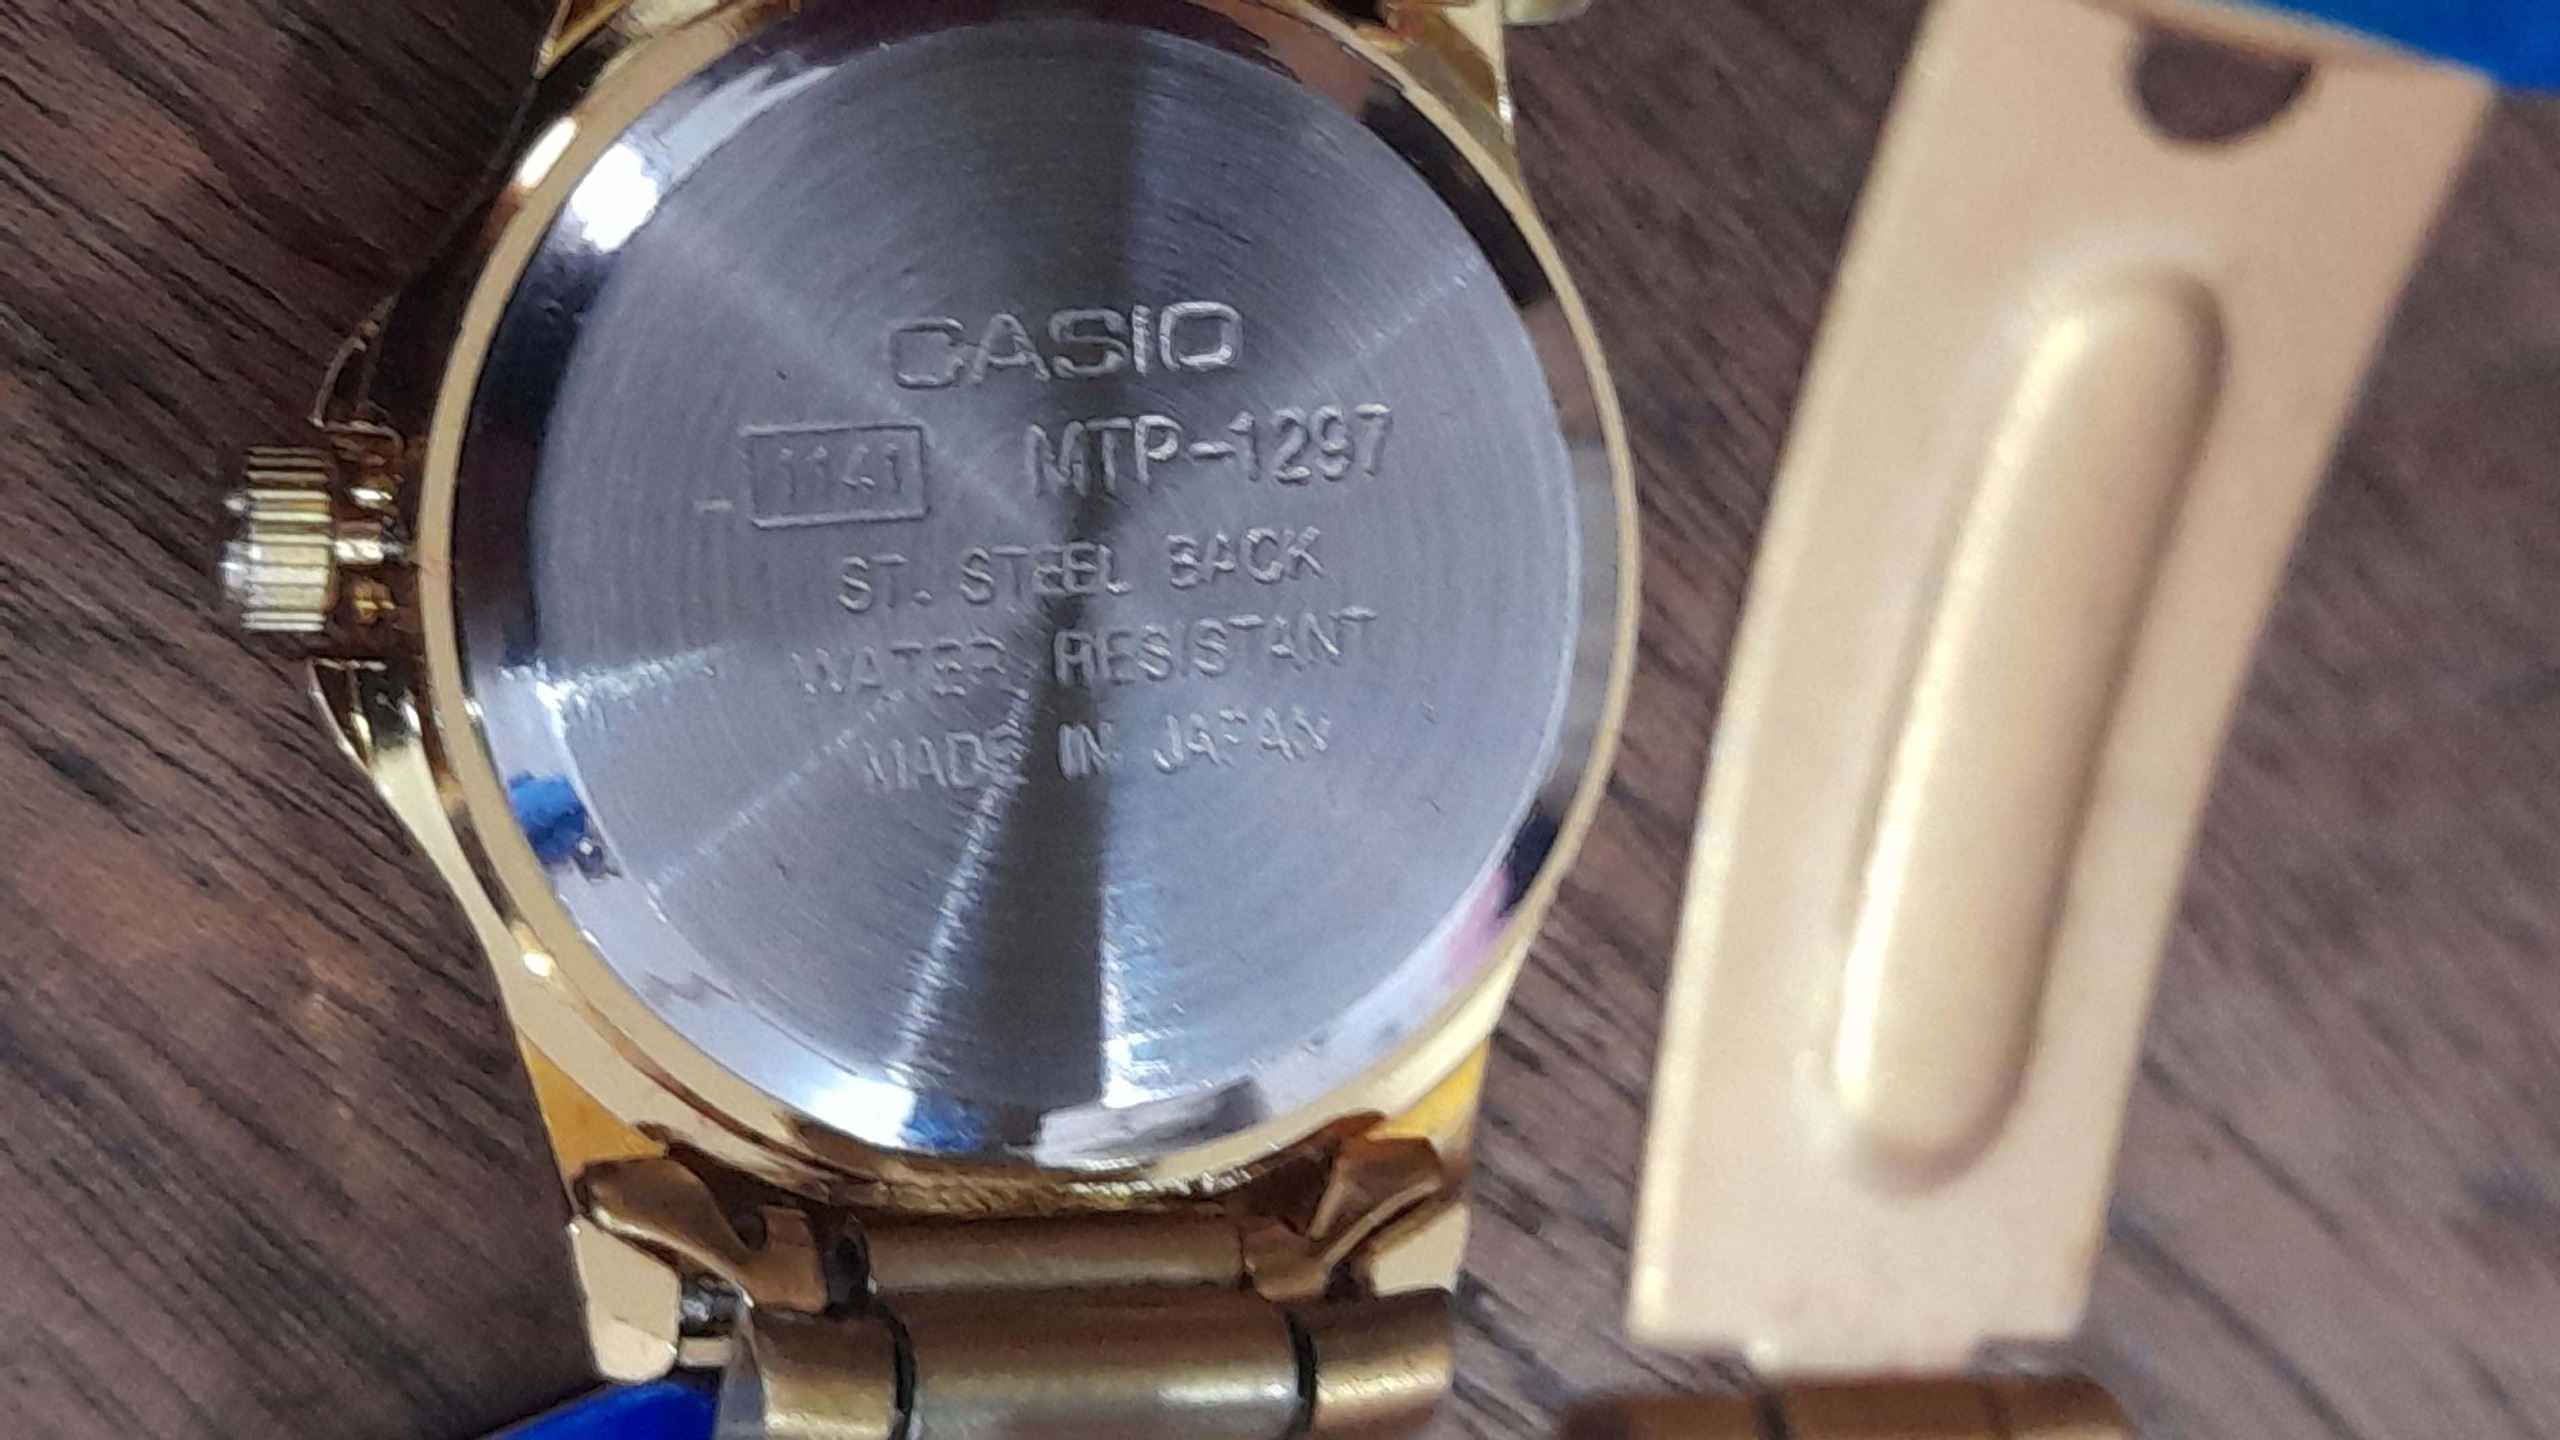 CASIO
1141 MTP-1297
ST. STEEL BACK
WATER RESISTANT
MADE IN JAPAN